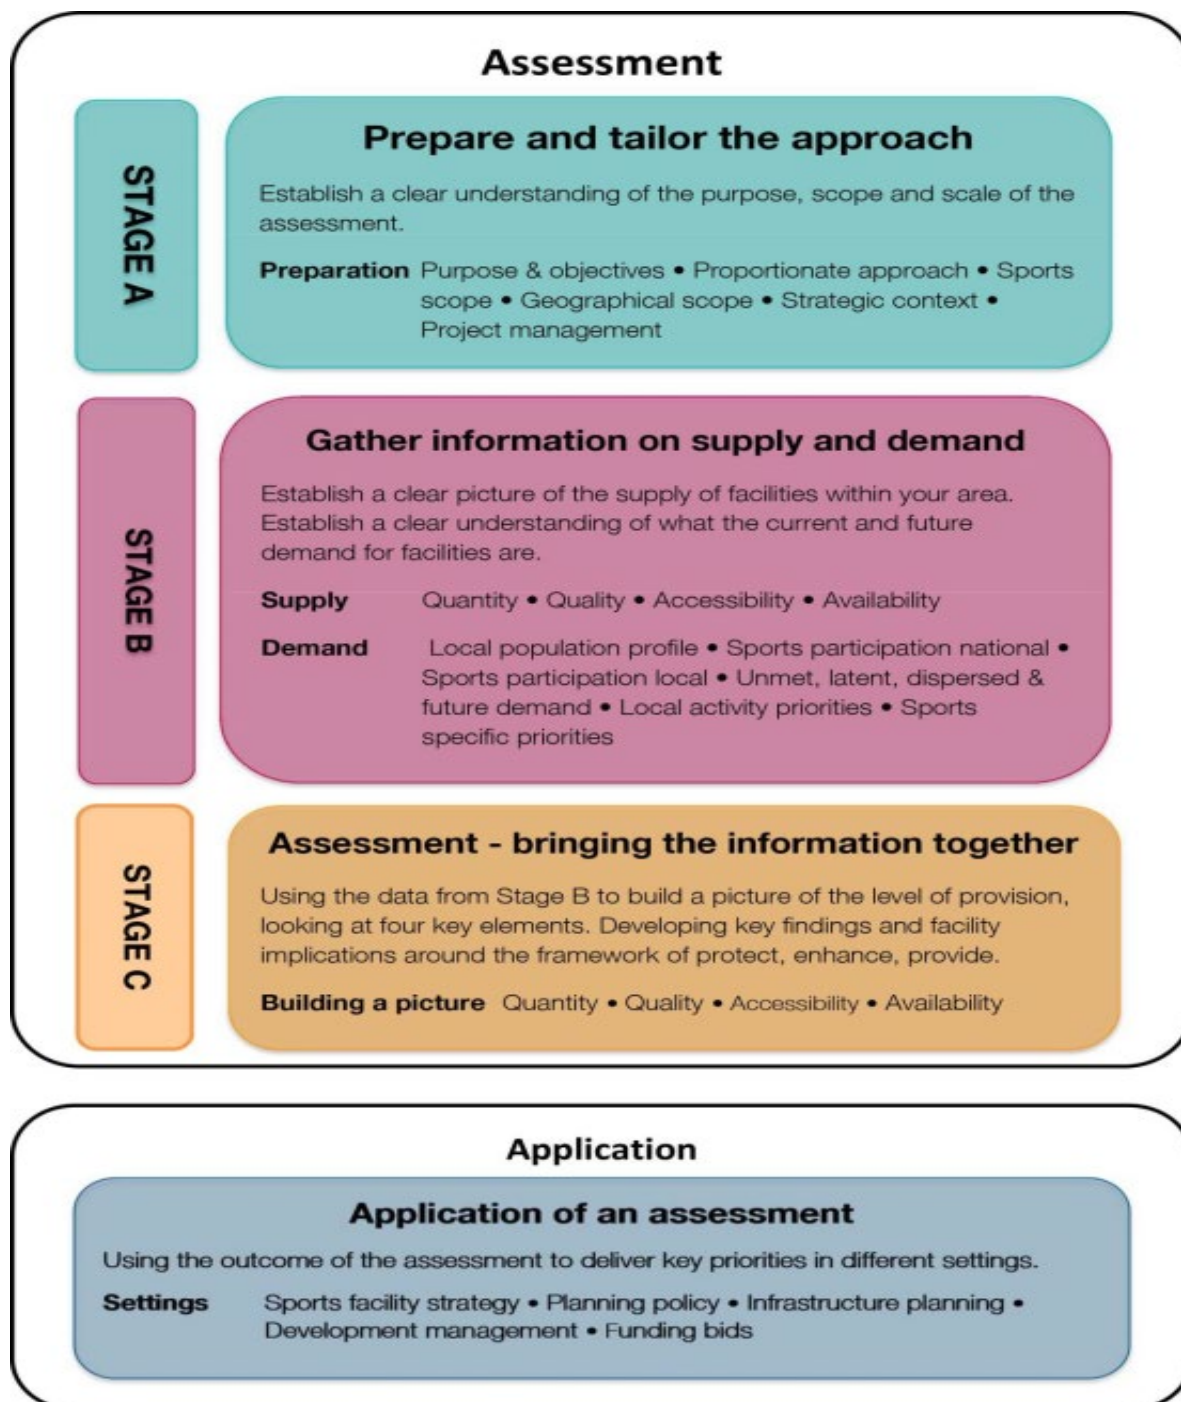 Assessment
STAGE A
Prepare and tailor the approach
Establish a clear understanding of the purpose, scope and scale of the
assessment.
Preparation Purpose & objectives • Proportionate approach • Sports
scope • Geographical scope • Strategic context •
Project management
STAGE B
Gather information on supply and demand
Establish a clear picture of the supply of facilities within your area.
Establish a clear understanding of what the current and future
demand for facilities are.
Supply Quantity • Quality • Accessibility • Availability
Demand Local population profile • Sports participation national •
Sports participation local • Unmet, latent, dispersed &
future demand • Local activity priorities • Sports
specific priorities
STAGE C
Assessment - bringing the information together
Using the data from Stage B to build a picture of the level of provision,
looking at four key elements. Developing key findings and facility
implications around the framework of protect, enhance, provide.
Building a picture Quantity • Quality • Accessibility • Availability
Application
Application of an assessment
Using the outcome of the assessment to deliver key priorities in different settings.
Settings Sports facility strategy • Planning policy • Infrastructure planning •
Development management • Funding bids